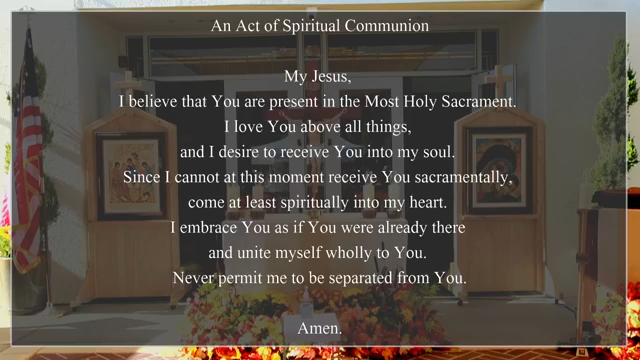 An Act of Spiritual Communion
My Jesus,
I believe that You are present in the Most Holy Sacrament.
I love You above all things,
and I desire to receive You into my soul.
Since I cannot at this moment receive You sacramentally,
come at least spiritually into my heart.
I embrace You as if You were already there
and unite myself wholly to You.
Never permit me to be separated from You.
Amen.